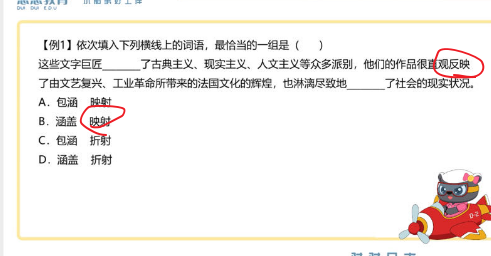 【例1】依次填入下列横线上的词语，最恰当的一组是（　　）
这些文字巨匠______了古典主义、现实主义、人文主义等众多派别，他们的作品很直观反映
了由文艺复兴、工业革命所带来的法国文化的辉煌，也淋漓尽致地______了社会的现实状况。
A．包涵　映射
B．涵盖　映射
C．包涵　折射
D．涵盖　折射